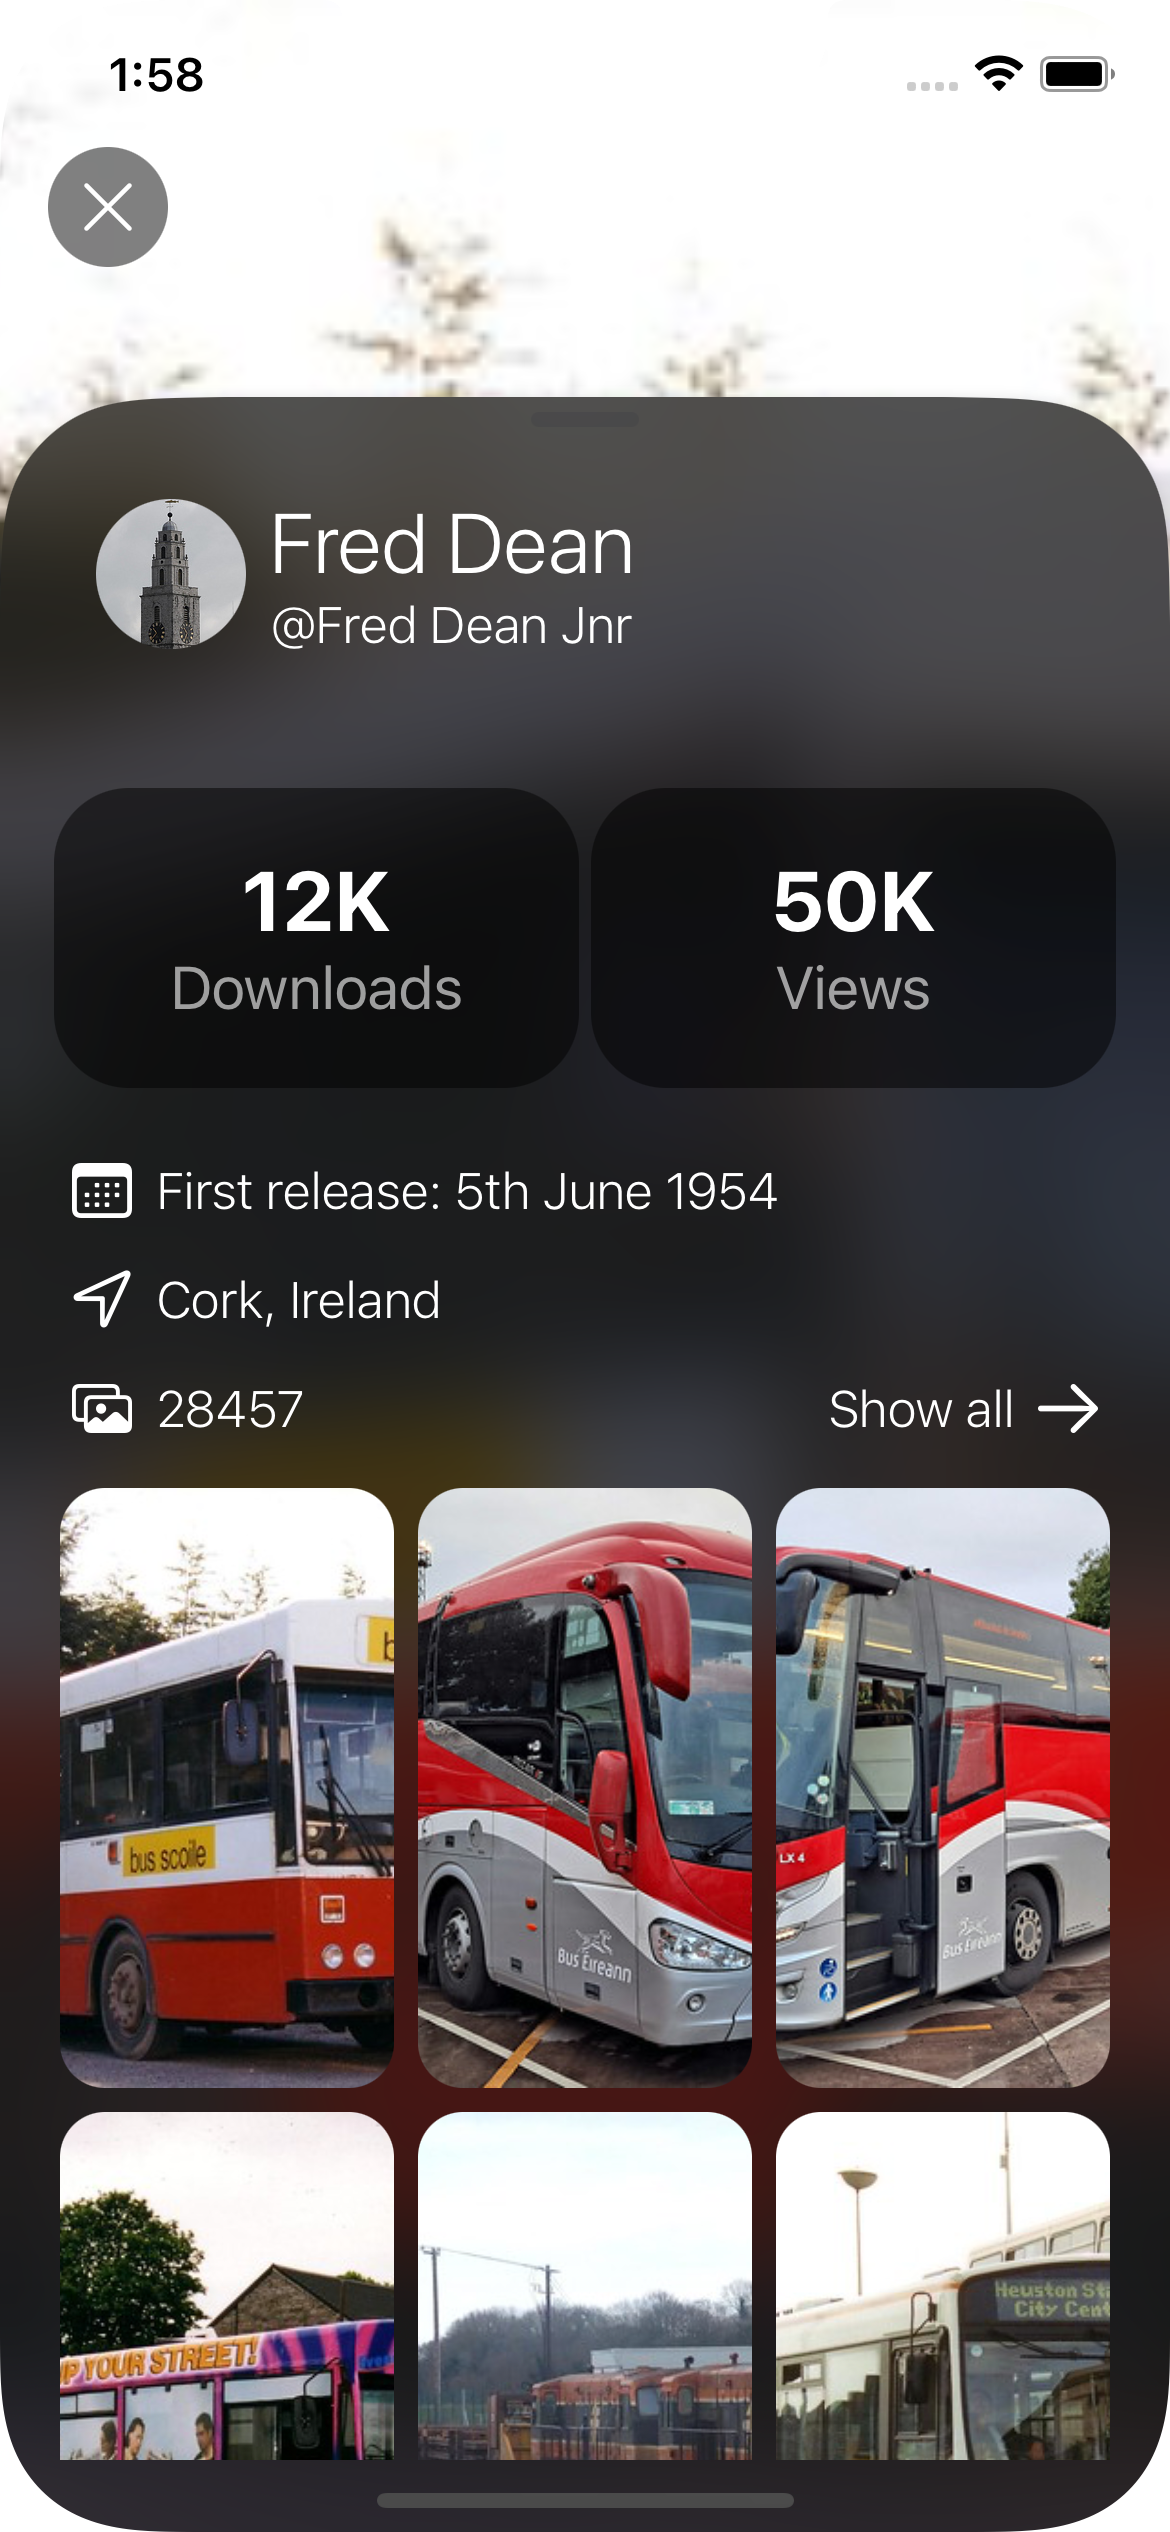 1:58
Fred Dean
@Fred Dean Jnr
12K
Downloads
50K
Views
First release: 5th June 1954
Cork, Ireland
28457
Show all
b
bus scoile
Bus Éireann
LX 4
Bus Éireann
P YOUR STREET!
Heuston St
City Cent